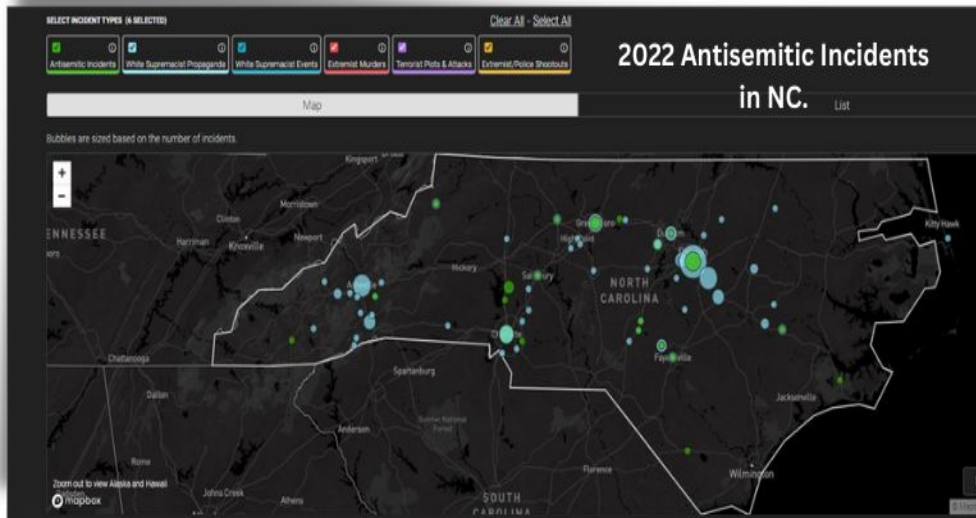 SELECT INCIDENT TYPES (6 SELECTED)
Clear All - Select All
Antisemitic Incidents
White Supremacist Propaganda
White Supremacist Events
Extremist Murders
Terrorist Plots & Attacks
Extremist/Police Shootouts
2022 Antisemitic Incidents
in NC.
Map
List
Bubbles are sized based on the number of incidents.
+
−
Kingsport
Morristown
Clinton
Newport
Harriman
Knoxville
ENNESSEE
Hickory
Salisbury
NORTH
CAROLINA
Kitty Hawk
Fayetteville
Chattanooga
Spartanburg
Dalton
Anderson
Sumter National
Forest
Jacksonville
Wilmington
Florence
Rome
Johns Creek
Athens
SOUTH
CAROLINA
Zoom out to view Alaska and Hawaii
mapbox